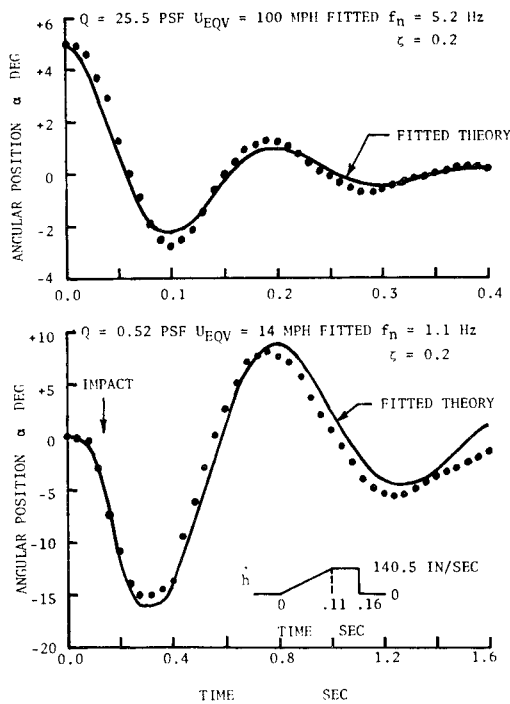 +6
Q = 25.5 PSF U_EQV = 100 MPH FITTED f_n = 5.2 Hz
ζ = 0.2
+4
+2
0
-2
-4
ANGULAR POSITION α DEG
FITTED THEORY
0.0 0.1 0.2 0.3 0.4
+10
Q = 0.52 PSF U_EQV = 14 MPH FITTED f_n = 1.1 Hz
ζ = 0.2
IMPACT
+5
0
-5
-10
-15
-20
ANGULAR POSITION α DEG
FITTED THEORY
ḣ
140.5 IN/SEC
0 .11 .16 0
TIME SEC
0.0 0.4 0.8 1.2 1.6
TIME SEC